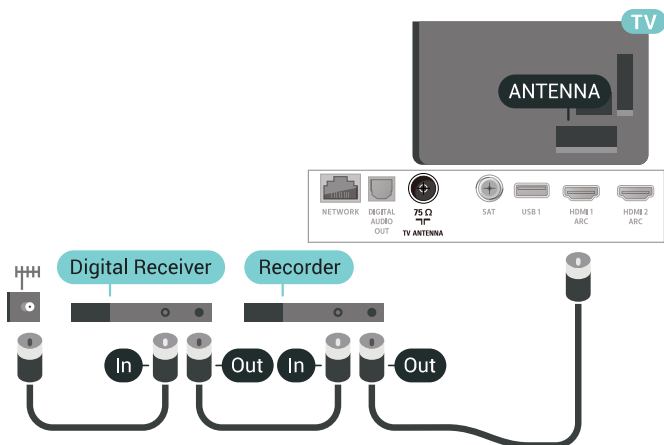 TV
ANTENNA
NETWORK
DIGITAL
AUDIO
OUT
75 Ω
TV ANTENNA
SAT
USB 1
HDMI 1
ARC
HDMI 2
ARC
Digital Receiver
Recorder
In
Out
In
Out